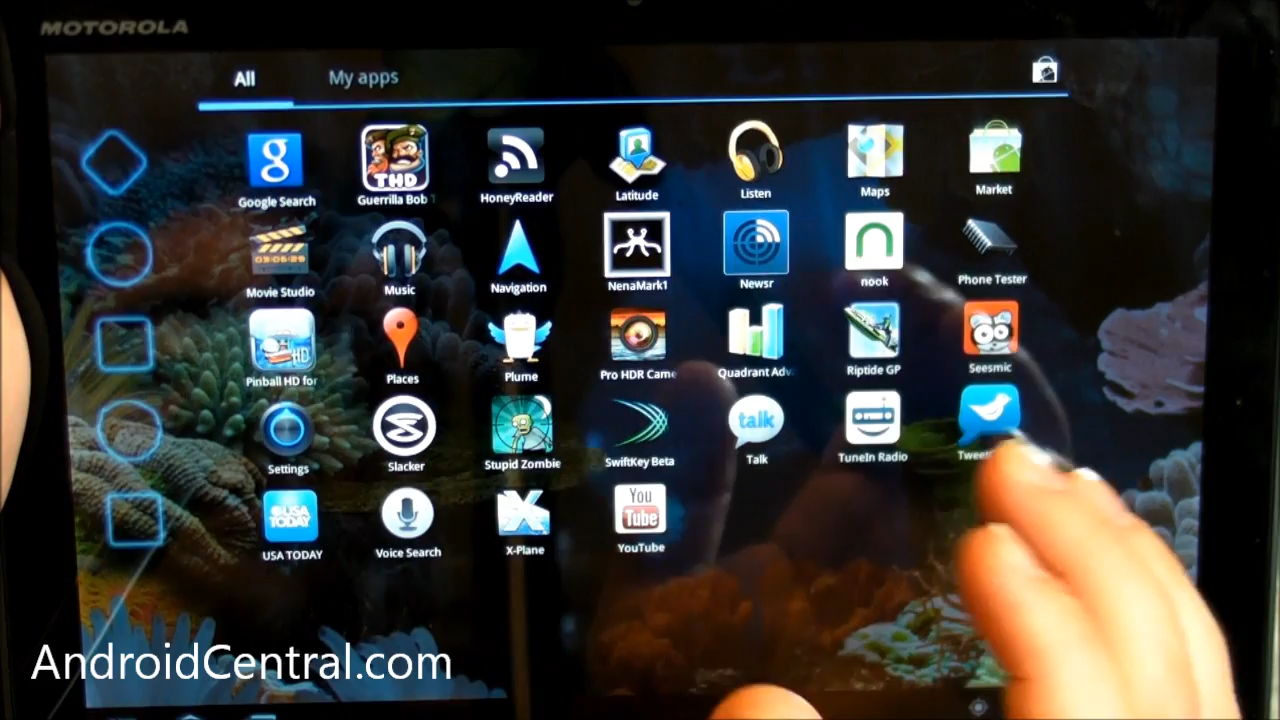 MOTOROLA
All My apps
Google Search
Guerrilla Bob
THD
HoneyReader
Latitude
Listen
Maps
Market
Movie Studio
Music
Navigation
NenaMark1
Newsr
nook
Phone Tester
Pinball HD for
HD
Places
Plume
Pro HDR Came
Quadrant Adv
Riptide GP
Seesmic
Settings
Slacker
Stupid Zombie
SwiftKey Beta
talk
Talk
TuneIn Radio
USA TODAY
USA TODAY
Voice Search
X-Plane
You
Tube
YouTube
AndroidCentral.com